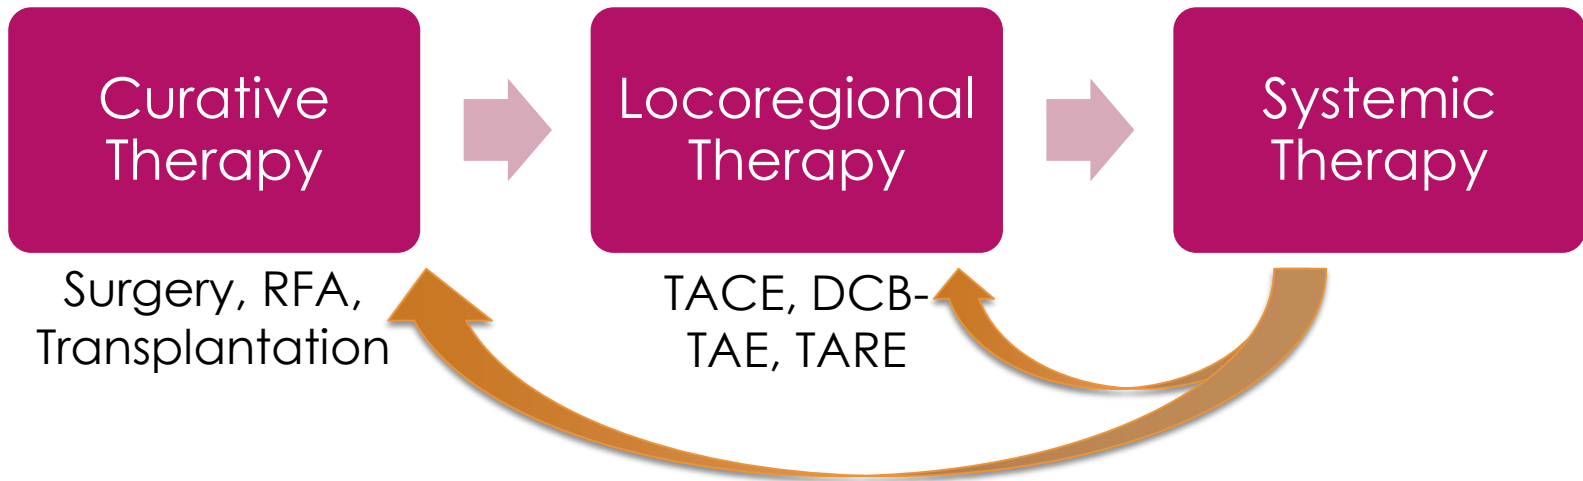 Curative
Therapy
Locoregional
Therapy
Systemic
Therapy
Surgery, RFA,
Transplantation
TACE, DCB-
TAE, TARE